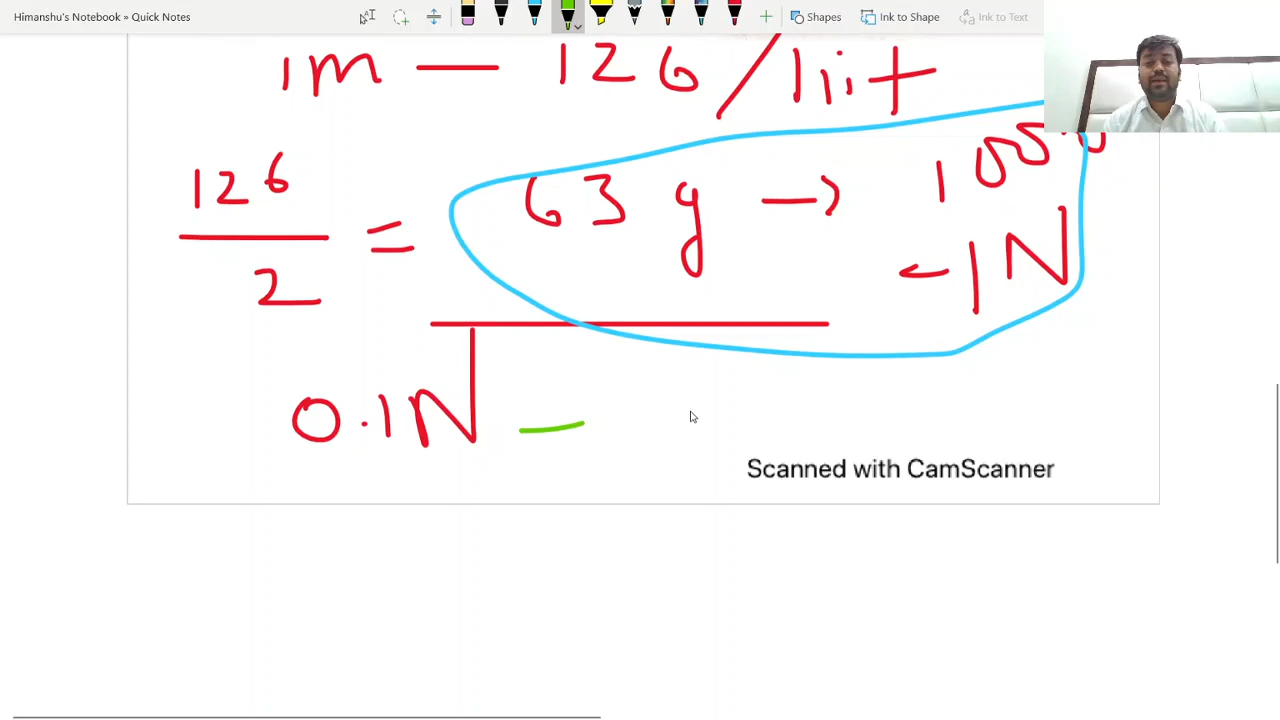 Himanshu's Notebook » Quick Notes
Shapes
Ink to Shape
Ink to Text
1m — 126/lit
126
2
= 63 g → 1000
- 1N
0.1N —
Scanned with CamScanner